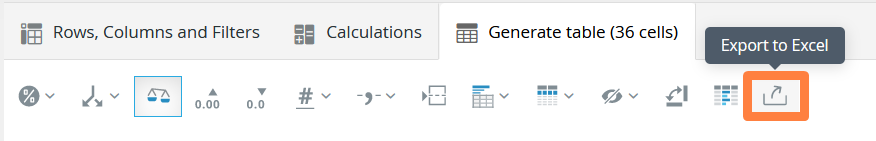 Rows, Columns and Filters
Calculations
Generate table (36 cells)
Export to Excel
%
0.00
0.0
#
-,-